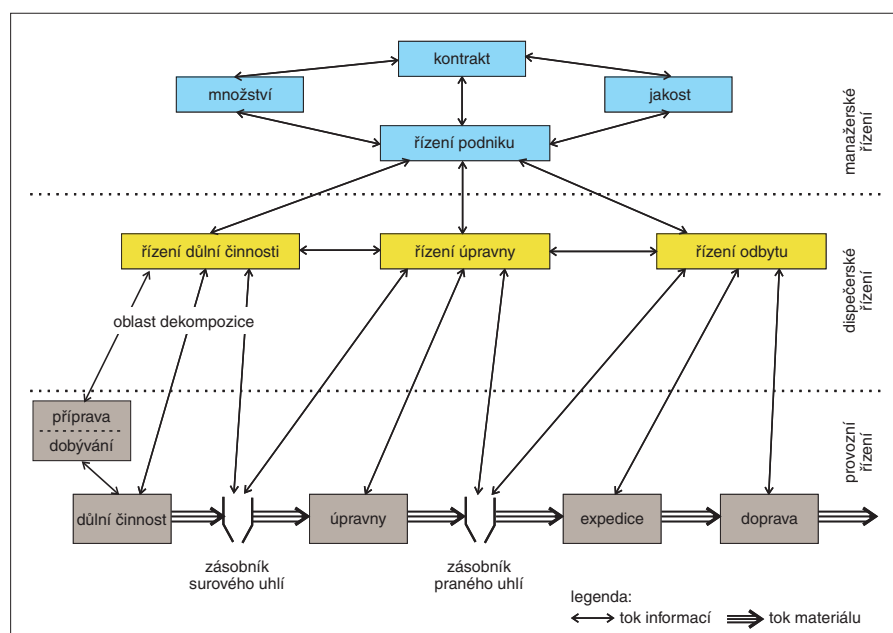 kontrakt
množství
jakost
řízení podniku
manažerské
řízení
řízení důlní činnosti
řízení úpravny
řízení odbytu
dispečerské
řízení
oblast dekompozice
příprava
dobývání
provozní
řízení
důlní činnost
úpravny
expedice
doprava
zásobník
surového uhlí
zásobník
praného uhlí
legenda:
tok informací
tok materiálu